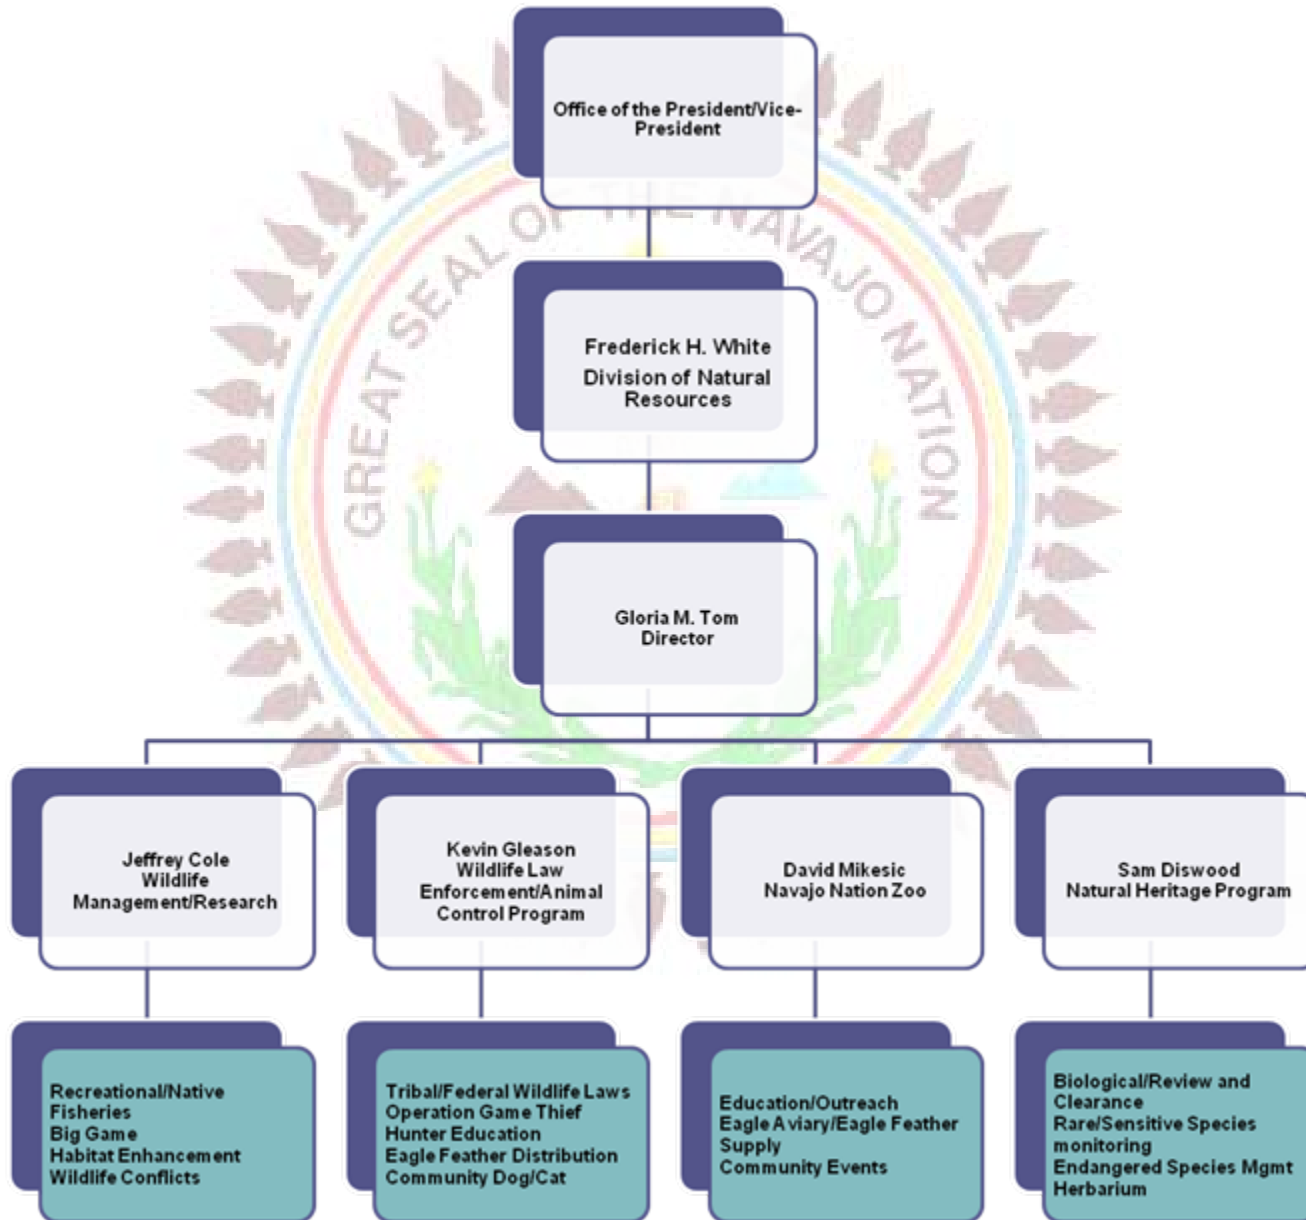 Office of the President/Vice-
President
GREAT SEAL OF THE NAVAJO NATION
Frederick H. White
Division of Natural
Resources
Gloria M. Tom
Director
Jeffrey Cole
Wildlife
Management/Research
Kevin Gleason
Wildlife Law
Enforcement/Animal
Control Program
David Mikesic
Navajo Nation Zoo
Sam Diswood
Natural Heritage Program
Recreational/Native
Fisheries
Big Game
Habitat Enhancement
Wildlife Conflicts
Tribal/Federal Wildlife Laws
Operation Game Thief
Hunter Education
Eagle Feather Distribution
Community Dog/Cat
Education/Outreach
Eagle Aviary/Eagle Feather
Supply
Community Events
Biological/Review and
Clearance
Rare/Sensitive Species
monitoring
Endangered Species Mgmt
Herbarium